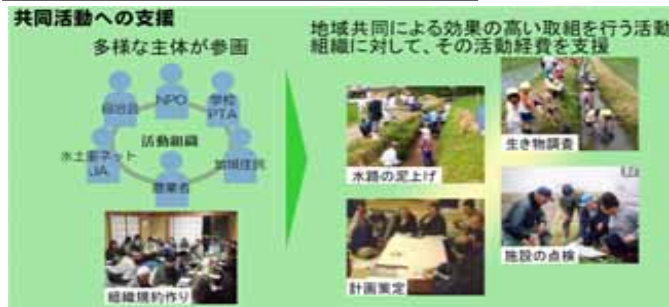 共同活動への支援
多様な主体が参画
自治会
NPO
学校
PTA
活動組織
水土里ネット
JA
地域住民
農業者
組織規約作り
地域共同による効果の高い取組を行う活動
組織に対して、その活動経費を支援
水路の泥上げ
生き物調査
計画策定
施設の点検